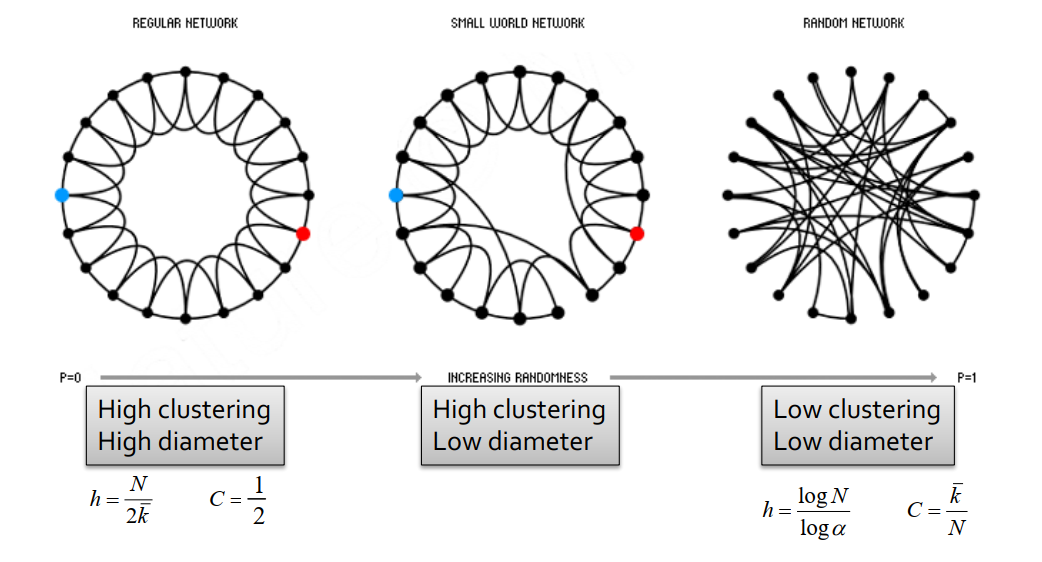 REGULAR NETWORK
SMALL WORLD NETWORK
RANDOM NETWORK
P=0
INCREASING RANDOMNESS
P=1
High clustering
High diameter
High clustering
Low diameter
Low clustering
Low diameter
h = N / 2k̄
C = 1 / 2
h = log N / log α
C = k̄ / N